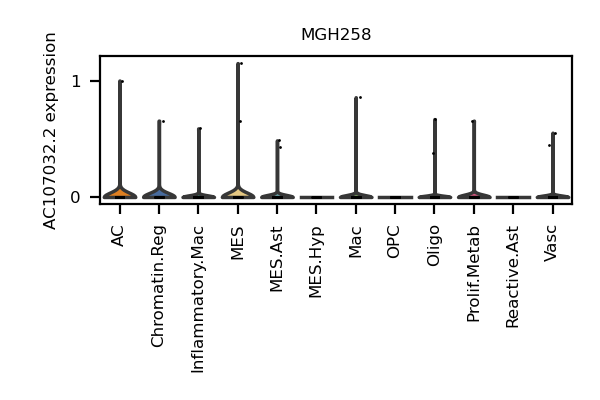 MGH258
AC107032.2 expression
1
0
AC
Chromatin.Reg
Inflammatory.Mac
MES
MES.Ast
MES.Hyp
Mac
OPC
Oligo
Prolif.Metab
Reactive.Ast
Vasc